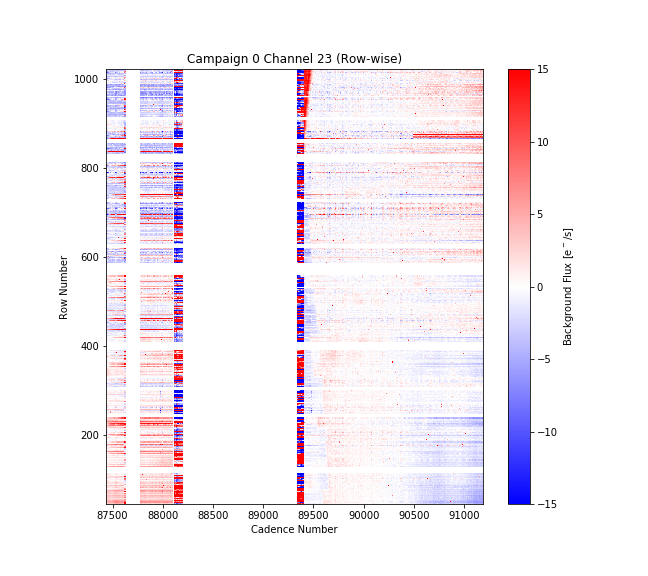 Campaign 0 Channel 23 (Row-wise)
1000
800
600
400
200
Row Number
87500 88000 88500 89000 89500 90000 90500 91000
Cadence Number
15
10
5
0
−5
−10
−15
Background Flux [e⁻/s]